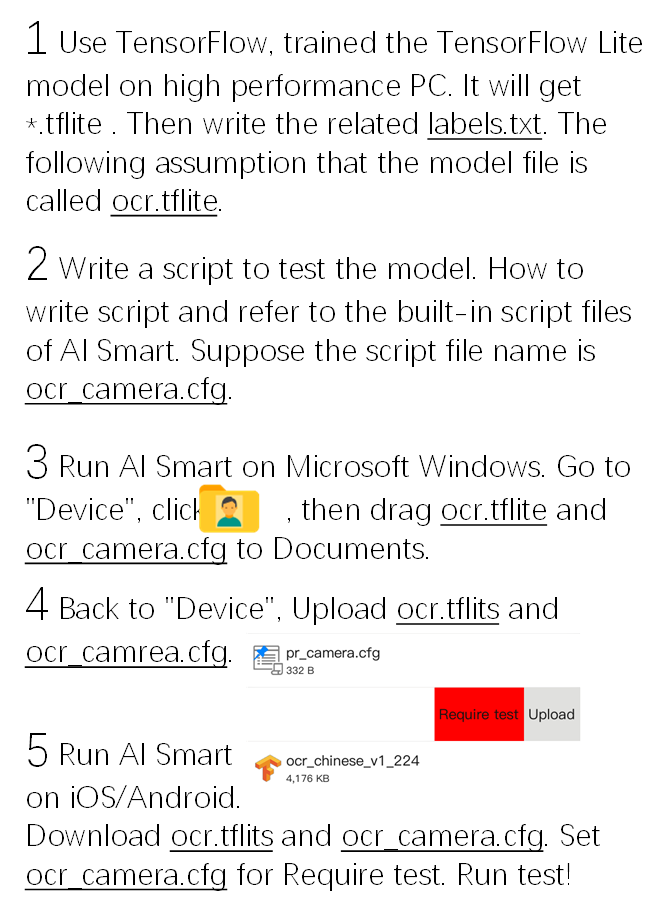 1 Use TensorFlow, trained the TensorFlow Lite
model on high performance PC. It will get
*.tflite . Then write the related labels.txt. The
following assumption that the model file is
called ocr.tflite.
2 Write a script to test the model. How to
write script and refer to the built-in script files
of AI Smart. Suppose the script file name is
ocr_camera.cfg.
3 Run AI Smart on Microsoft Windows. Go to
"Device", click , then drag ocr.tflite and
ocr_camera.cfg to Documents.
4 Back to "Device", Upload ocr.tflits and
ocr_camrea.cfg.
pr_camera.cfg
332 B
Require test Upload
ocr_chinese_v1_224
4,176 KB
5 Run AI Smart
on iOS/Android.
Download ocr.tflits and ocr_camera.cfg. Set
ocr_camera.cfg for Require test. Run test!